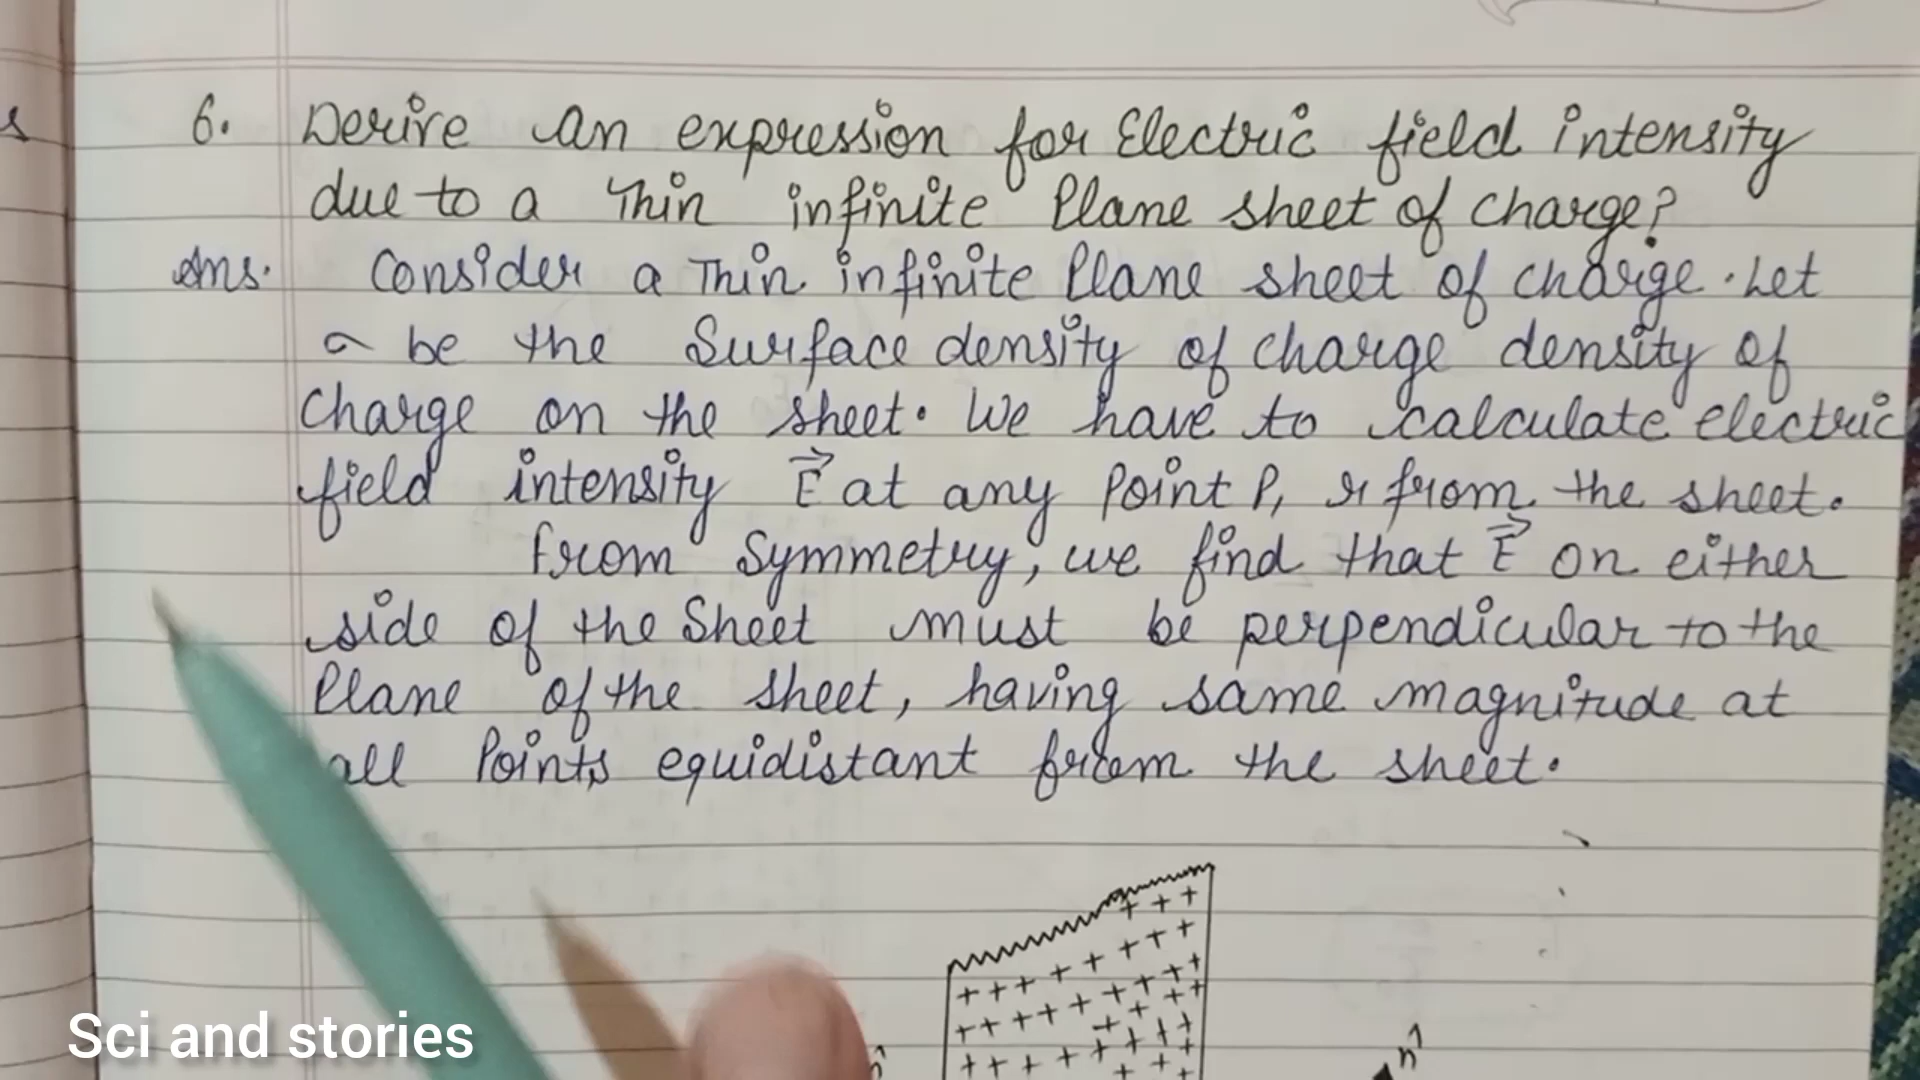 6. Derive an expression for Electric field intensity
due to a Thin infinite Plane sheet of charge?
Ans. Consider a Thin infinite Plane sheet of charge. Let
σ be the Surface density of charge density of
charge on the sheet. We have to calculate electric
field intensity E⃗ at any Point P, r from the sheet.
From Symmetry, we find that E⃗ on either
side of the Sheet must be perpendicular to the
Plane of the sheet, having same magnitude at
all Points equidistant from the sheet.
n̂
Sci and stories